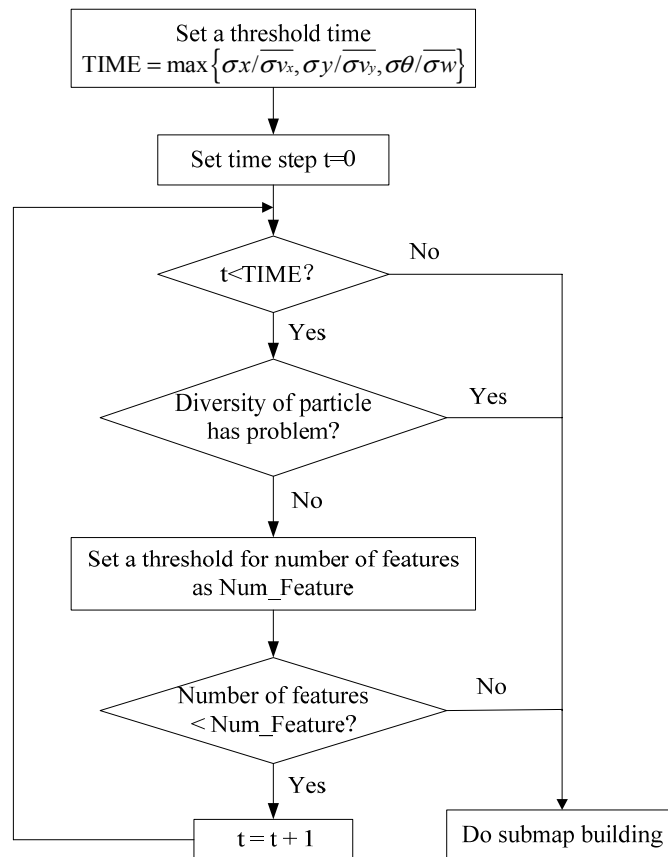 Set a threshold time
TIME = max{σx/σv̅ₓ, σy/σv̅ᵧ, σθ/σw̅}
Set time step t=0
t<TIME?
No
Yes
Diversity of particle
has problem?
Yes
No
Set a threshold for number of features
as Num_Feature
Number of features
< Num_Feature?
No
Yes
t = t + 1
Do submap building